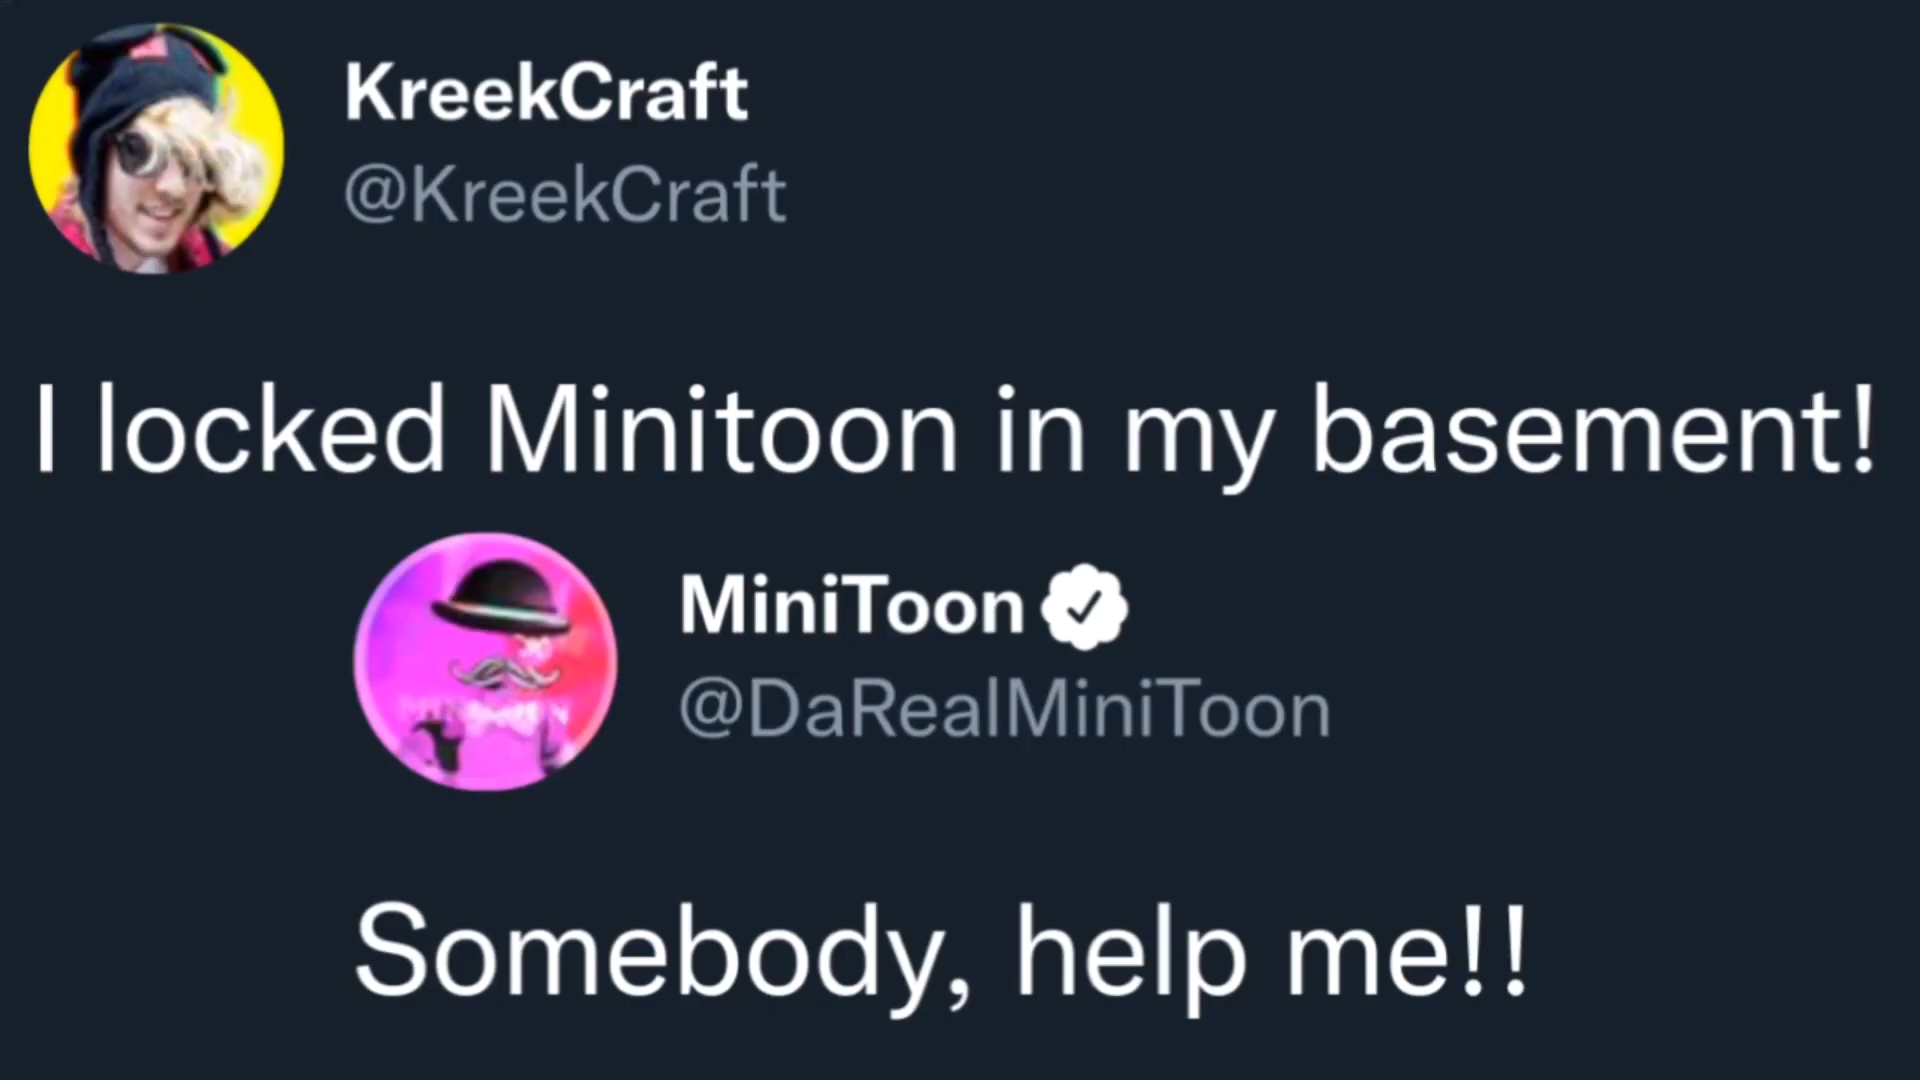 KreekCraft
@KreekCraft
I locked Minitoon in my basement!
MiniToon
@DaRealMiniToon
Somebody, help me!!